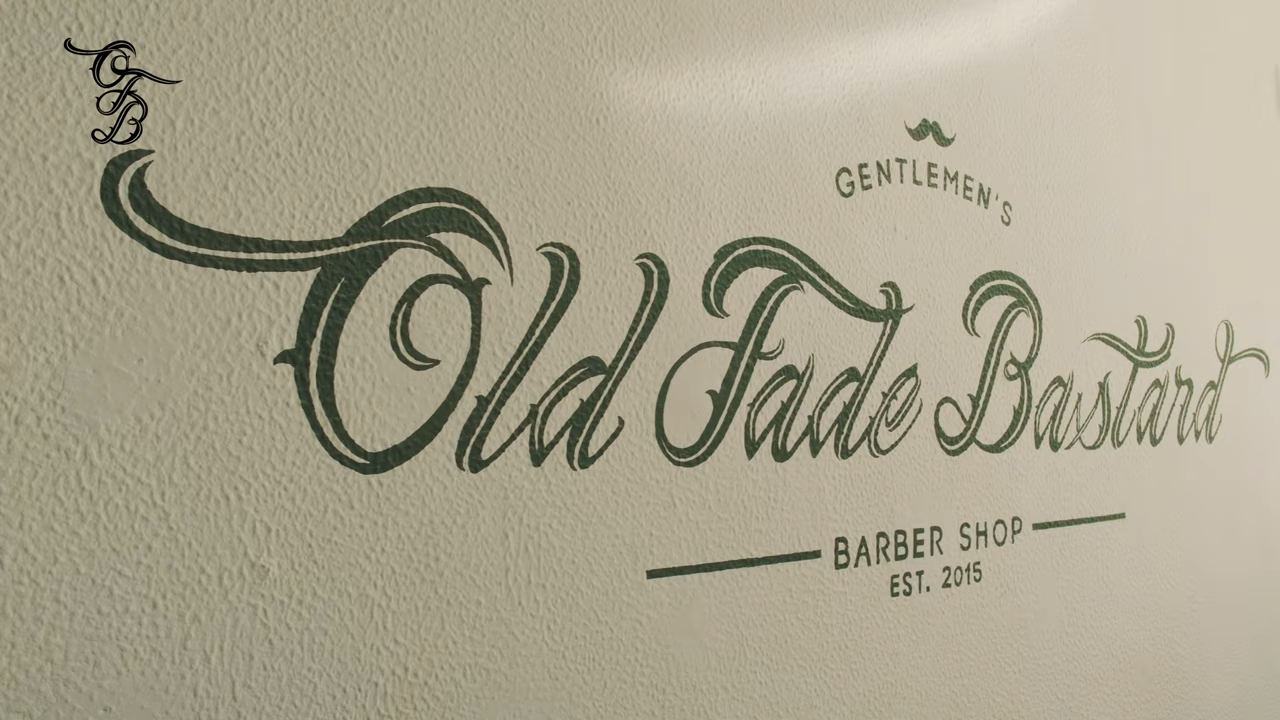 OFB
GENTLEMEN'S
Old Fade Bastard
BARBER SHOP
EST. 2015